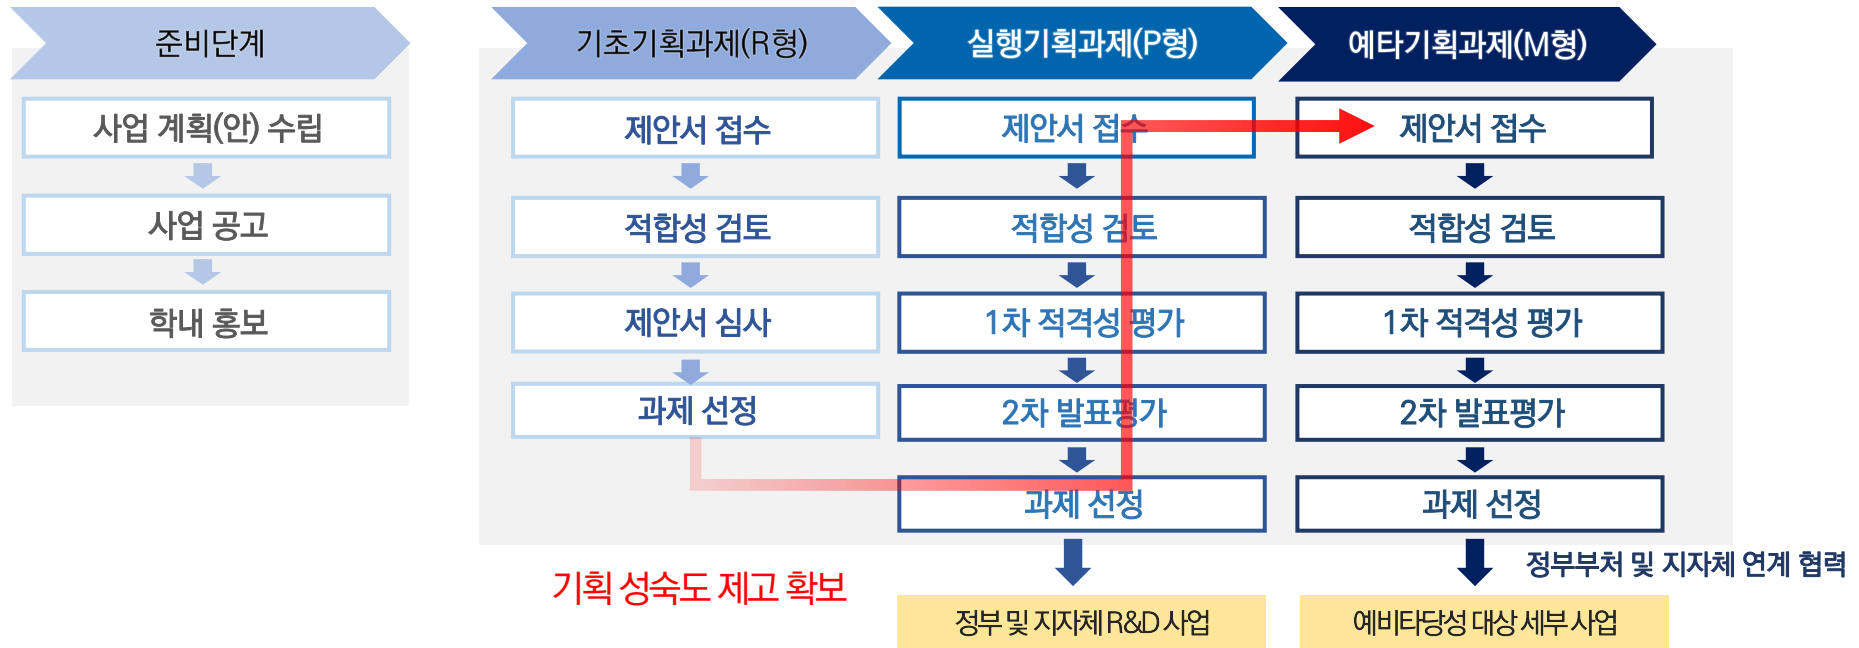 준비단계
사업 계획(안) 수립
사업 공고
학내 홍보
기초기획과제(R형)
제안서 접수
적합성 검토
제안서 심사
과제 선정
기획 성숙도 제고 확보
실행기획과제(P형)
제안서 접수
적합성 검토
1차 적격성 평가
2차 발표평가
과제 선정
정부 및 지자체 R&D 사업
예타기획과제(M형)
제안서 접수
적합성 검토
1차 적격성 평가
2차 발표평가
과제 선정
정부부처 및 지자체 연계 협력
예비타당성 대상 세부 사업